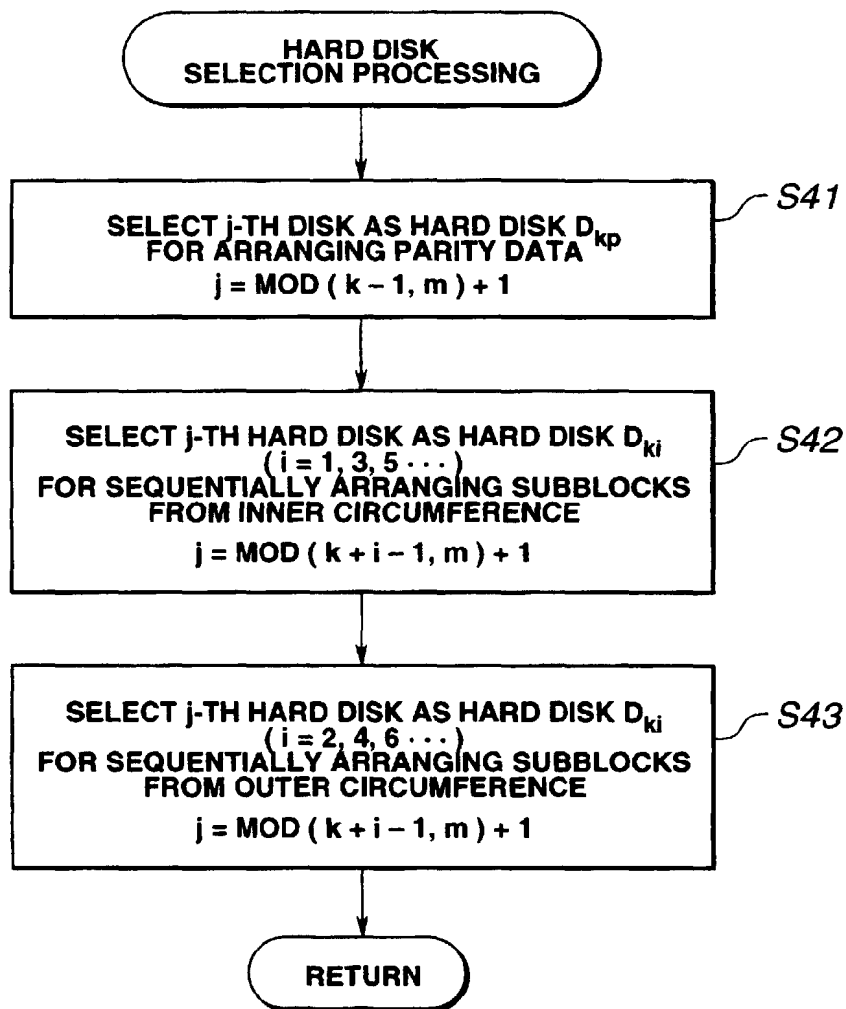 HARD DISK
SELECTION PROCESSING
SELECT j-TH DISK AS HARD DISK Dkp
FOR ARRANGING PARITY DATA
j = MOD ( k – 1, m ) + 1
S41
SELECT j-TH HARD DISK AS HARD DISK Dki
( i = 1, 3, 5 · · · )
FOR SEQUENTIALLY ARRANGING SUBBLOCKS
FROM INNER CIRCUMFERENCE
j = MOD ( k + i – 1, m ) + 1
S42
SELECT j-TH HARD DISK AS HARD DISK Dki
( i = 2, 4, 6 · · · )
FOR SEQUENTIALLY ARRANGING SUBBLOCKS
FROM OUTER CIRCUMFERENCE
j = MOD ( k + i – 1, m ) + 1
S43
RETURN